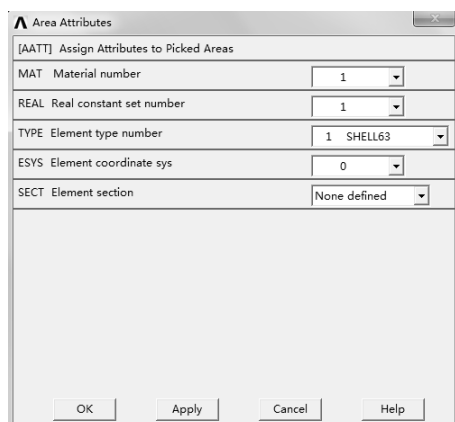 Area Attributes
[AATT] Assign Attributes to Picked Areas
MAT Material number 1
REAL Real constant set number 1
TYPE Element type number 1 SHELL63
ESYS Element coordinate sys 0
SECT Element section None defined
OK Apply Cancel Help